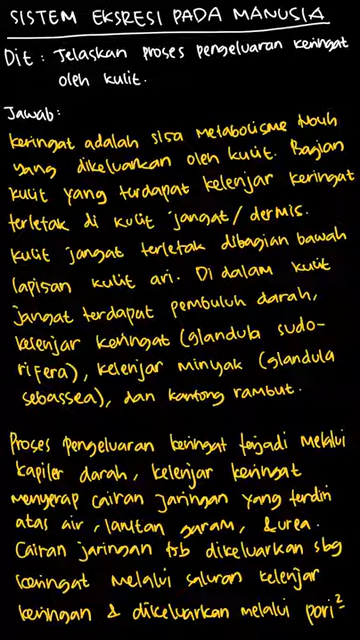 SISTEM EKSRESI PADA MANUSIA
Dit : Jelaskan proses pengeluaran keringat
oleh kulit.
Jawab:
keringat adalah sisa metabolisme tubuh
yang dikeluarkan oleh kulit. Bagian
kulit yang terdapat kelenjar keringat
terletak di kulit jangat/dermis.
kulit jangat terletak dibagian bawah
lapisan kulit ari. Di dalam kulit
jangat terdapat pembuluh darah,
kelenjar keringat (glandula sudo-
rifera), kelenjar minyak (glandula
sebassea), dan kantong rambut.
Proses pengeluaran keringat terjadi melalui
kapiler darah, kelenjar keringat
menyerap cairan jaringan yang terdiri
atas air, larutan garam, & urea.
Cairan jaringan tsb dikeluarkan sbg
keringat melalui saluran kelenjar
keringan & dikeluarkan melalui pori²